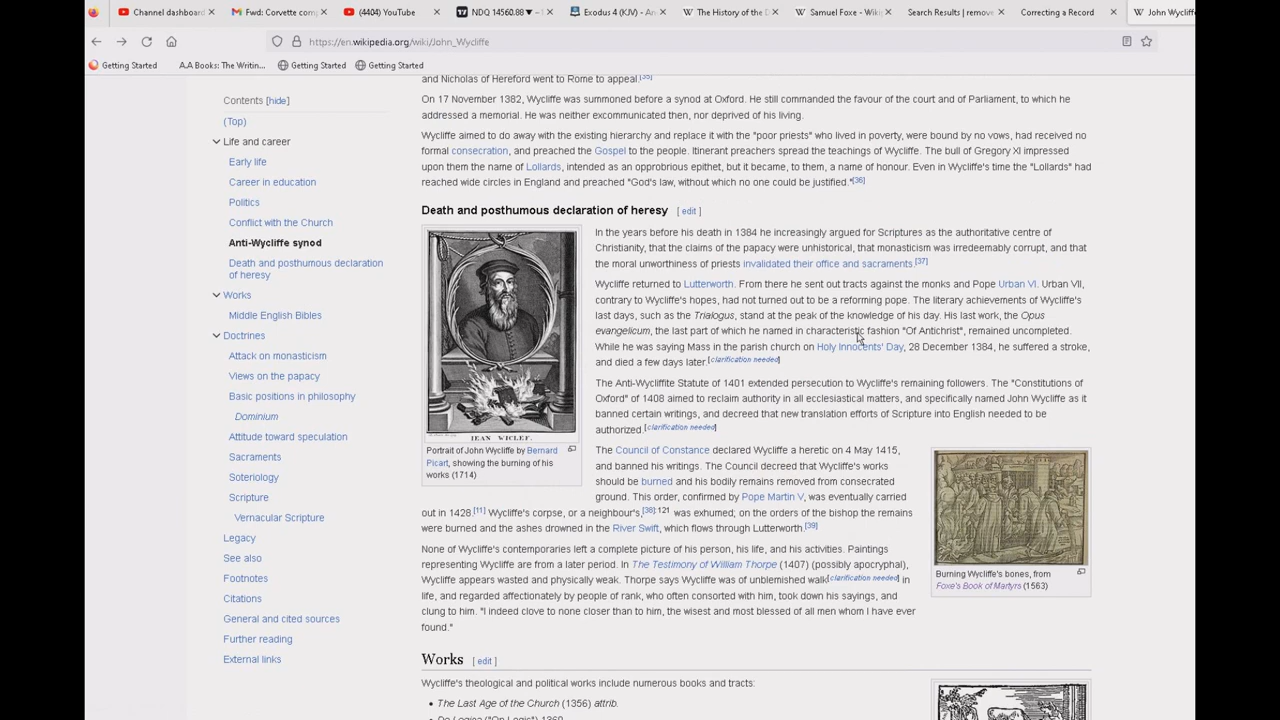 Channel dashboard
Fwd: Corvette com
(4404) YouTube
NDQ 14560.88 ▼
Exodus 4 (KJV) - An
The History of the D
Samuel Foxe - Wiki
Search Results | remove
Correcting a Record
John Wycliffe
https://en.wikipedia.org/wiki/John_Wycliffe
Getting Started
A.A Books: The Writin...
Getting Started
Getting Started
Contents [hide]
(Top)
Life and career
Early life
Career in education
Politics
Conflict with the Church
Anti-Wycliffe synod
Death and posthumous declaration
of heresy
Works
Middle English Bibles
Doctrines
Attack on monasticism
Views on the papacy
Basic positions in philosophy
Dominium
Attitude toward speculation
Sacraments
Soteriology
Scripture
Vernacular Scripture
Legacy
See also
Footnotes
Citations
General and cited sources
Further reading
External links
and Nicholas of Hereford went to Rome to appeal.[35]
On 17 November 1382, Wycliffe was summoned before a synod at Oxford. He still commanded the favour of the court and of Parliament, to which he
addressed a memorial. He was neither excommunicated then, nor deprived of his living.
Wycliffe aimed to do away with the existing hierarchy and replace it with the "poor priests" who lived in poverty, were bound by no vows, had received no
formal consecration, and preached the Gospel to the people. Itinerant preachers spread the teachings of Wycliffe. The bull of Gregory XI impressed
upon them the name of Lollards, intended as an opprobrious epithet, but it became, to them, a name of honour. Even in Wycliffe's time the "Lollards" had
reached wide circles in England and preached "God's law, without which no one could be justified."[36]
Death and posthumous declaration of heresy [ edit ]
In the years before his death in 1384 he increasingly argued for Scriptures as the authoritative centre of
Christianity, that the claims of the papacy were unhistorical, that monasticism was irredeemably corrupt, and that
the moral unworthiness of priests invalidated their office and sacraments.[37]
Wycliffe returned to Lutterworth. From there he sent out tracts against the monks and Pope Urban VI. Urban VII,
contrary to Wycliffe's hopes, had not turned out to be a reforming pope. The literary achievements of Wycliffe's
last days, such as the Trialogus, stand at the peak of the knowledge of his day. His last work, the Opus
evangelicum, the last part of which he named in characteristic fashion "Of Antichrist", remained uncompleted.
While he was saying Mass in the parish church on Holy Innocents' Day, 28 December 1384, he suffered a stroke,
and died a few days later.[clarification needed]
The Anti-Wycliffite Statute of 1401 extended persecution to Wycliffe's remaining followers. The "Constitutions of
Oxford" of 1408 aimed to reclaim authority in all ecclesiastical matters, and specifically named John Wycliffe as it
banned certain writings, and decreed that new translation efforts of Scripture into English needed to be
authorized.[clarification needed]
JEAN WICLEF.
Portrait of John Wycliffe by Bernard
Picart, showing the burning of his
works (1714)
The Council of Constance declared Wycliffe a heretic on 4 May 1415,
and banned his writings. The Council decreed that Wycliffe's works
should be burned and his bodily remains removed from consecrated
ground. This order, confirmed by Pope Martin V, was eventually carried
out in 1428.[11] Wycliffe's corpse, or a neighbour's,[38]:121 was exhumed; on the orders of the bishop the remains
were burned and the ashes drowned in the River Swift, which flows through Lutterworth.[39]
Burning Wycliffe's bones, from
Foxe's Book of Martyrs (1563)
None of Wycliffe's contemporaries left a complete picture of his person, his life, and his activities. Paintings
representing Wycliffe are from a later period. In The Testimony of William Thorpe (1407) (possibly apocryphal),
Wycliffe appears wasted and physically weak. Thorpe says Wycliffe was of unblemished walk[clarification needed] in
life, and regarded affectionately by people of rank, who often consorted with him, took down his sayings, and
clung to him. "I indeed clove to none closer than to him, the wisest and most blessed of all men whom I have ever
found."
Works [ edit ]
Wycliffe's theological and political works include numerous books and tracts:
• The Last Age of the Church (1356) attrib.
• De Logica ("On Logic") 1360